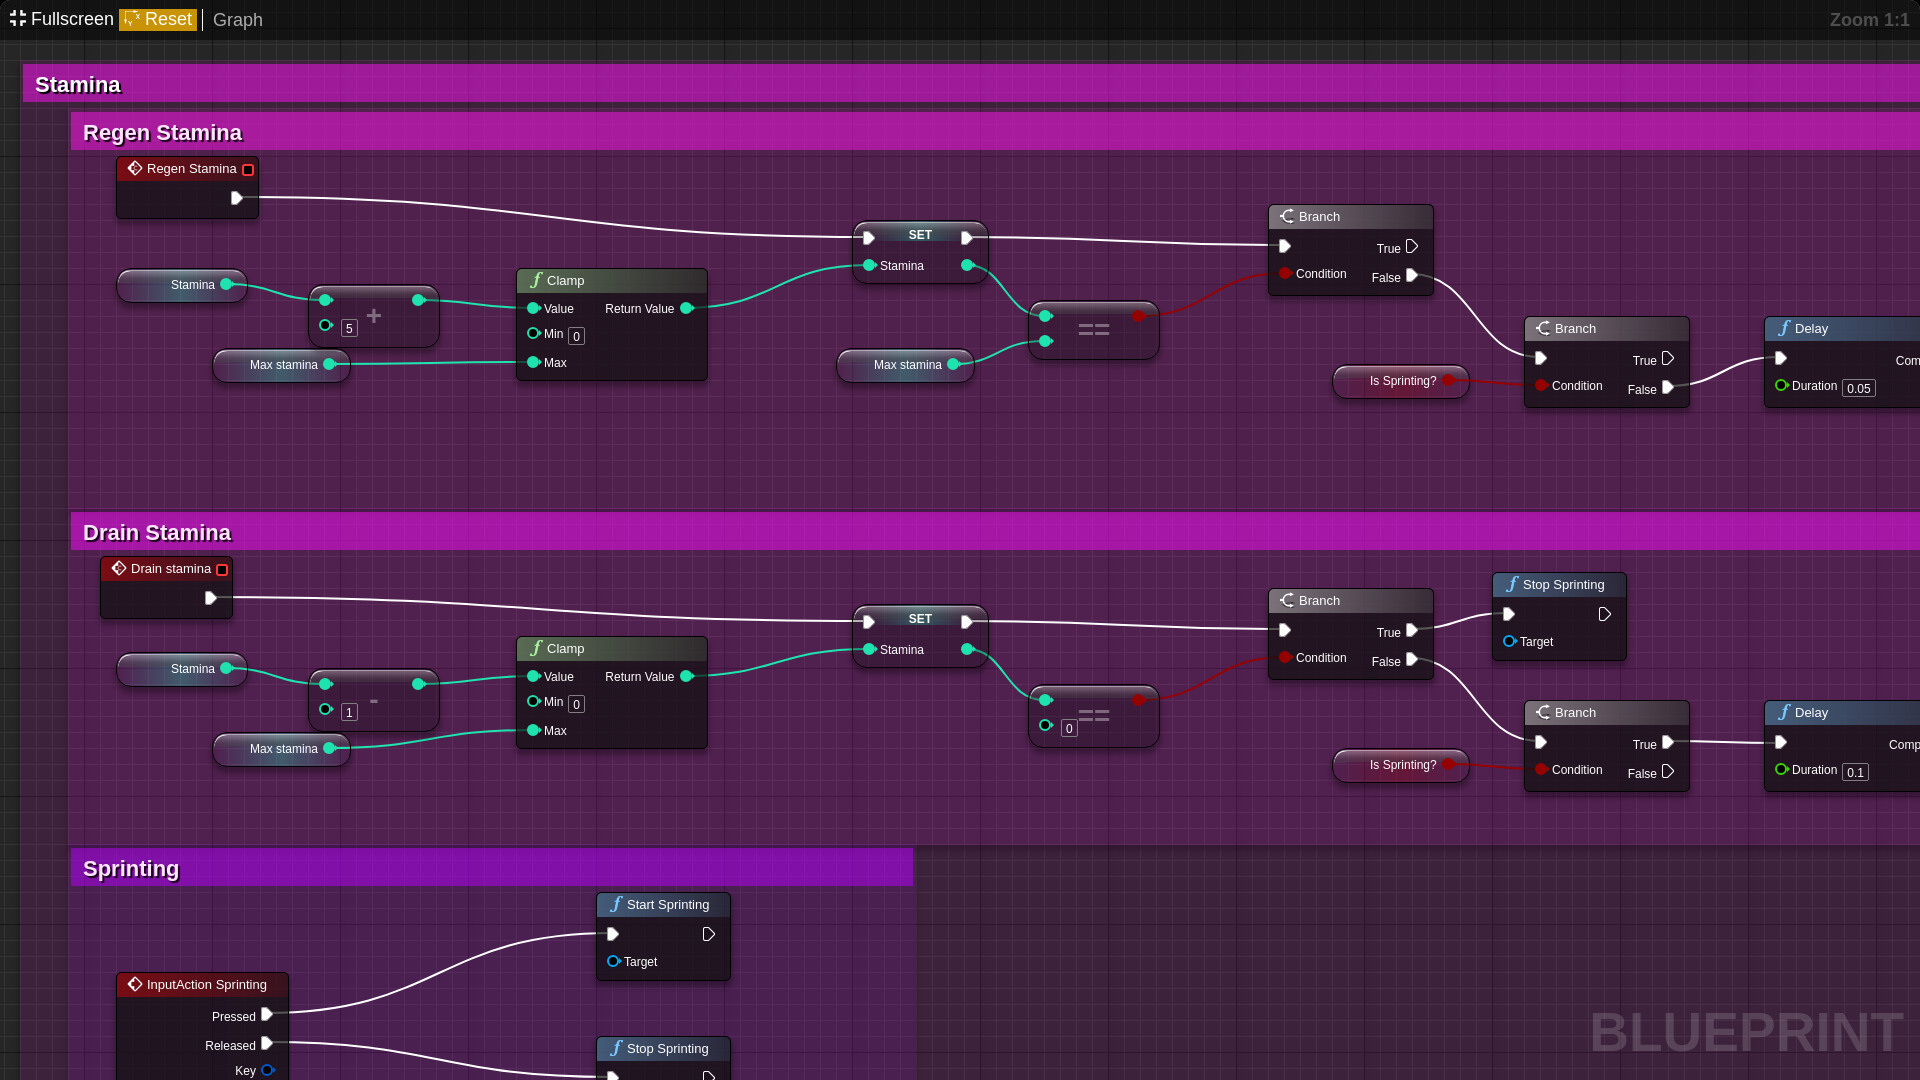 Fullscreen Reset Graph Zoom 1:1
Stamina
Regen Stamina
Regen Stamina
Stamina
5
+
Max stamina
Clamp
Value Return Value
Min 0
Max
SET
Stamina
Max stamina
==
Branch
True
Condition
False
Is Sprinting?
Branch
True
Condition
False
Delay
Com
Duration 0.05
Drain Stamina
Drain stamina
Stamina
1
-
Max stamina
Clamp
Value Return Value
Min 0
Max
SET
Stamina
==
0
Branch
True
Condition
False
Stop Sprinting
Target
Is Sprinting?
Branch
True
Condition
False
Delay
Comp
Duration 0.1
Sprinting
Start Sprinting
Target
InputAction Sprinting
Pressed
Released
Key
Stop Sprinting
BLUEPRINT